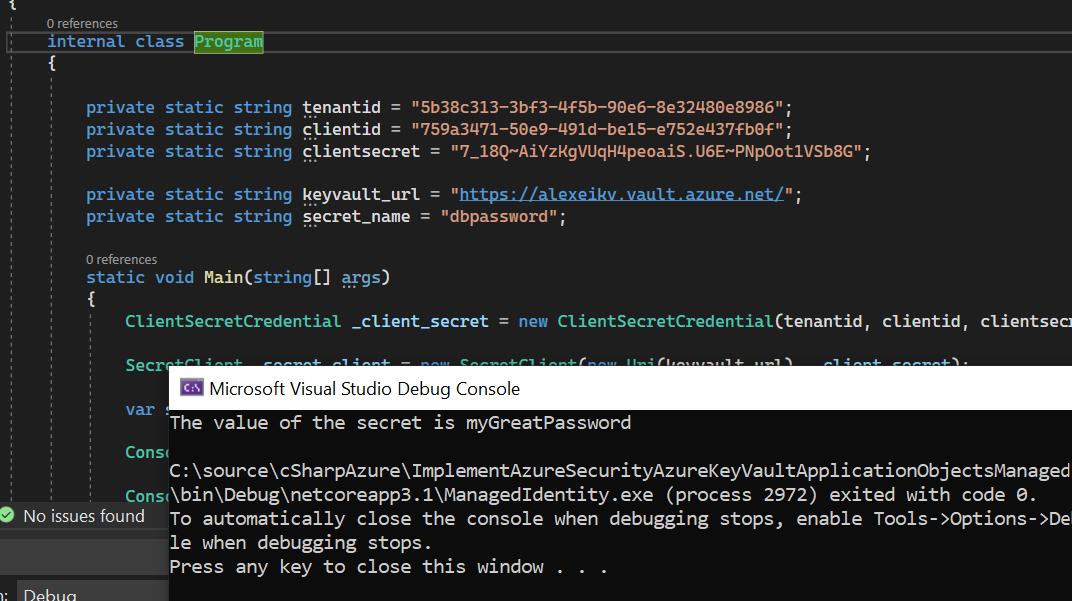 {
0 references
internal class Program
{
private static string tenantid = "5b38c313-3bf3-4f5b-90e6-8e32480e8986";
private static string clientid = "759a3471-50e9-491d-be15-e752e437fb0f";
private static string clientsecret = "7_18Q~AiYzKgVUqH4peoaiS.U6E~PNpOot1VSb8G";
private static string keyvault_url = "https://alexeikv.vault.azure.net/";
private static string secret_name = "dbpassword";
0 references
static void Main(string[] args)
{
ClientSecretCredential _client_secret = new ClientSecretCredential(tenantid, clientid, clientsecr
SecretClient _secret_client = new SecretClient(new Uri(keyvault_url), _client_secret);
var s
Microsoft Visual Studio Debug Console
The value of the secret is myGreatPassword
Conso
C:\source\cSharpAzure\ImplementAzureSecurityAzureKeyVaultApplicationObjectsManaged
Conso
\bin\Debug\netcoreapp3.1\ManagedIdentity.exe (process 2972) exited with code 0.
No issues found
To automatically close the console when debugging stops, enable Tools->Options->De
le when debugging stops.
Press any key to close this window . . .
Debug